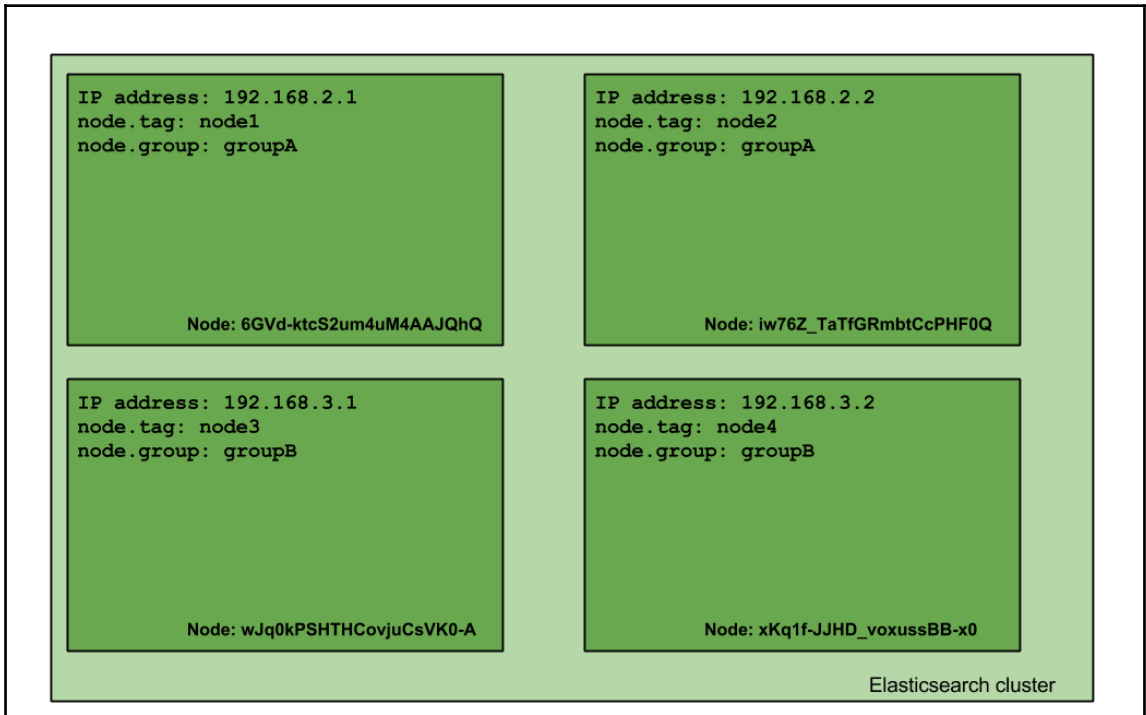 IP address: 192.168.2.1
node.tag: node1
node.group: groupA
Node: 6GVd-ktcS2um4uM4AAJQhQ
IP address: 192.168.2.2
node.tag: node2
node.group: groupA
Node: iw76Z_TaTfGRmbtCcPHF0Q
IP address: 192.168.3.1
node.tag: node3
node.group: groupB
Node: wJq0kPSHTHCovjuCsVK0-A
IP address: 192.168.3.2
node.tag: node4
node.group: groupB
Node: xKq1f-JJHD_voxussBB-x0
Elasticsearch cluster